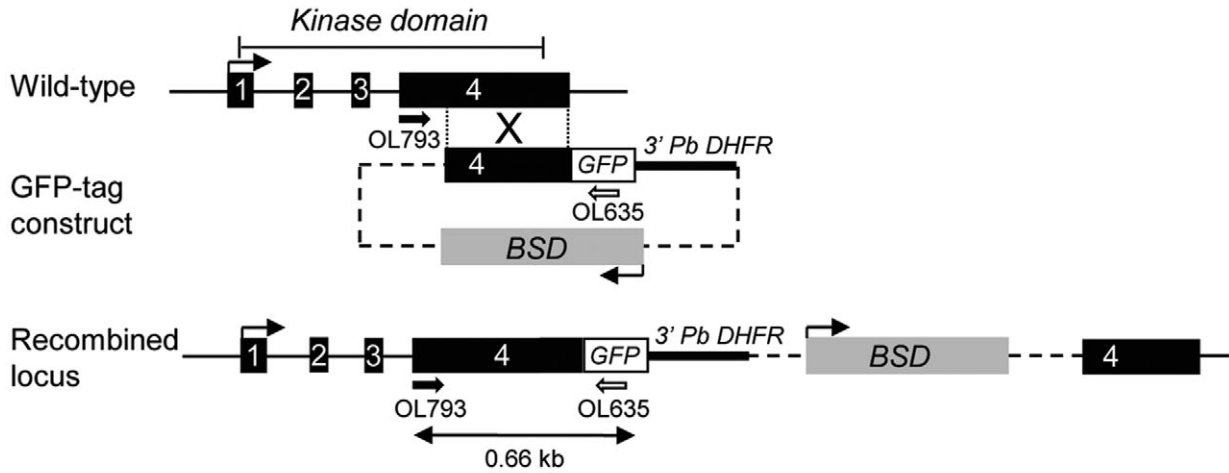 Kinase domain
Wild-type
1 2 3 4
OL793
X
3' Pb DHFR
4 GFP
GFP-tag
construct
OL635
BSD
Recombined
locus
3' Pb DHFR
1 2 3 4 GFP BSD 4
OL793 OL635
0.66 kb